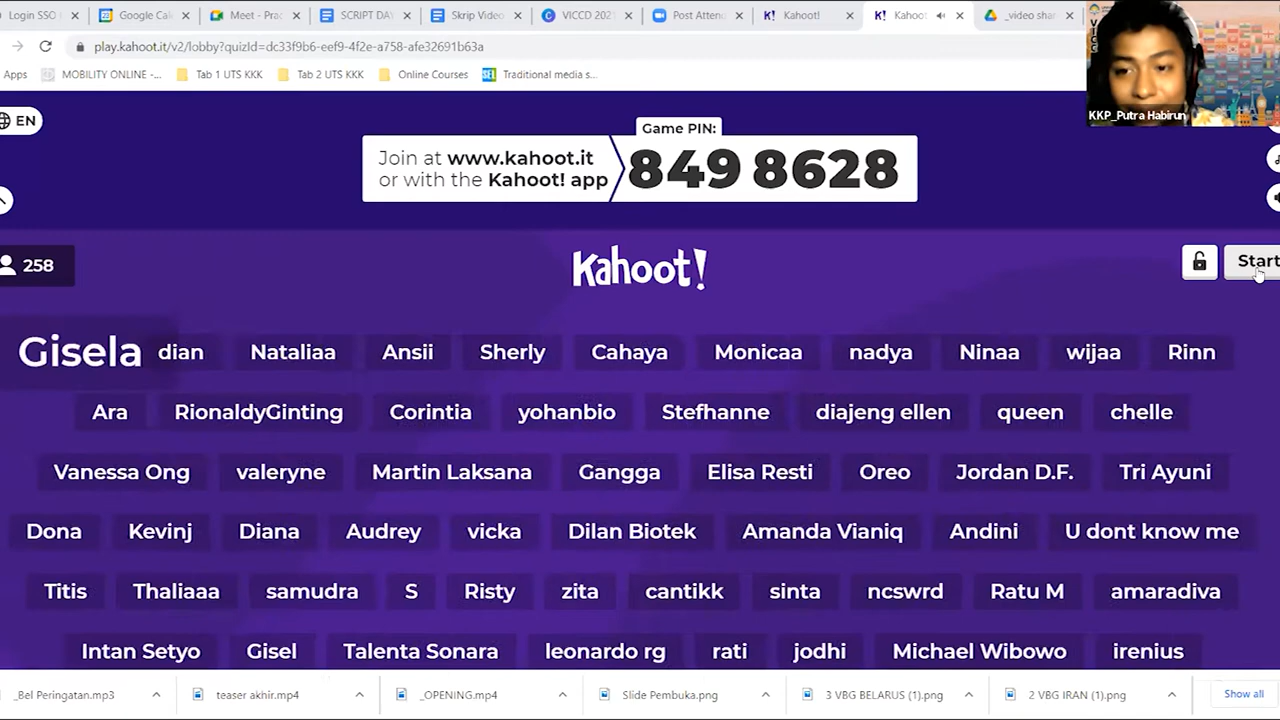 Login SSO
Google Cal
Meet - Prac
SCRIPT DAY
Skrip Video
VICCD 2021
Post Atten
Kahoot!
Kahoot
_video shar
play.kahoot.it/v2/lobby?quizId=dc33f9b6-eef9-4f2e-a758-afe32691b63a
Apps
MOBILITY ONLINE -...
Tab 1 UTS KKK
Tab 2 UTS KKK
Online Courses
Traditional media s...
KKP_Putra Habirun
EN
Game PIN:
Join at www.kahoot.it
or with the Kahoot! app
849 8628
258
Kahoot!
Start
Gisela dian Nataliaa Ansii Sherly Cahaya Monicaa nadya Ninaa wijaa Rinn
Ara RionaldyGinting Corintia yohanbio Stefhanne diajeng ellen queen chelle
Vanessa Ong valeryne Martin Laksana Gangga Elisa Resti Oreo Jordan D.F. Tri Ayuni
Dona Kevinj Diana Audrey vicka Dilan Biotek Amanda Vianiq Andini U dont know me
Titis Thaliaaa samudra S Risty zita cantikk sinta ncswrd Ratu M amaradiva
Intan Setyo Gisel Talenta Sonara leonardo rg rati jodhi Michael Wibowo irenius
_Bel Peringatan.mp3
teaser akhir.mp4
_OPENING.mp4
Slide Pembuka.png
3 VBG BELARUS (1).png
2 VBG IRAN (1).png
Show all